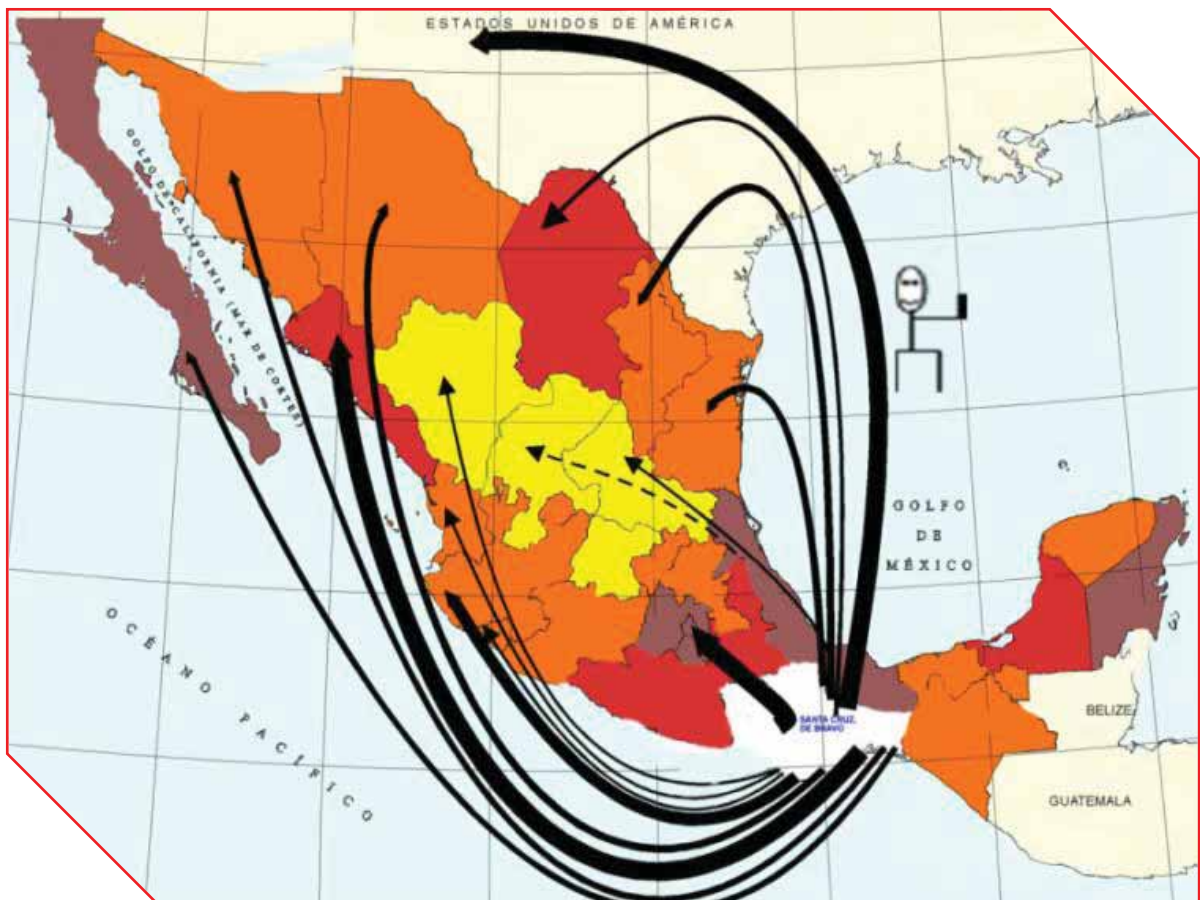 ESTADOS UNIDOS DE AMÉRICA
GOLFO DE CALIFORNIA (MAR DE CORTES)
GOLFO
DE
MÉXICO
OCÉANO PACÍFICO
SANTA CRUZ,
DE BRAVO
BELIZE
GUATEMALA